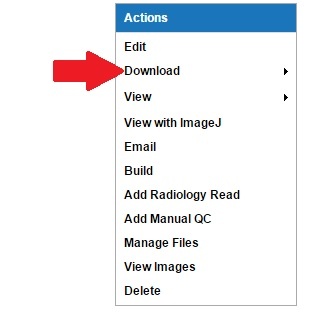 Actions
Edit
Download
View
View with ImageJ
Email
Build
Add Radiology Read
Add Manual QC
Manage Files
View Images
Delete